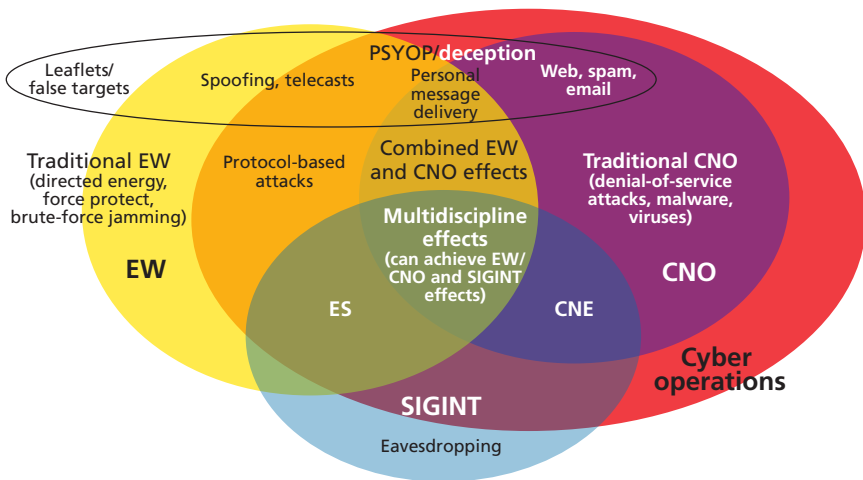 PSYOP/deception
Leaflets/
false targets
Spoofing, telecasts
Personal
message
delivery
Web, spam,
email
Traditional EW
(directed energy,
force protect,
brute-force jamming)
EW
Protocol-based
attacks
Combined EW
and CNO effects
Traditional CNO
(denial-of-service
attacks, malware,
viruses)
CNO
Multidiscipline
effects
(can achieve EW/
CNO and SIGINT
effects)
ES
CNE
Cyber
operations
SIGINT
Eavesdropping